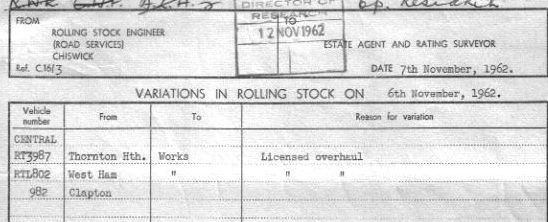 DIRECTOR OF
RESEARCH
12 NOV 1962
FROM
TO
ROLLING STOCK ENGINEER
(ROAD SERVICES)
CHISWICK
ESTATE AGENT AND RATING SURVEYOR
Ref. C.16/3
DATE 7th November, 1962.
VARIATIONS IN ROLLING STOCK ON 6th November, 1962.
Vehicle number From To Reason for variation
CENTRAL
RT3987 Thornton Hth. Works Licensed overhaul
RTL802 West Ham " " "
982 Clapton